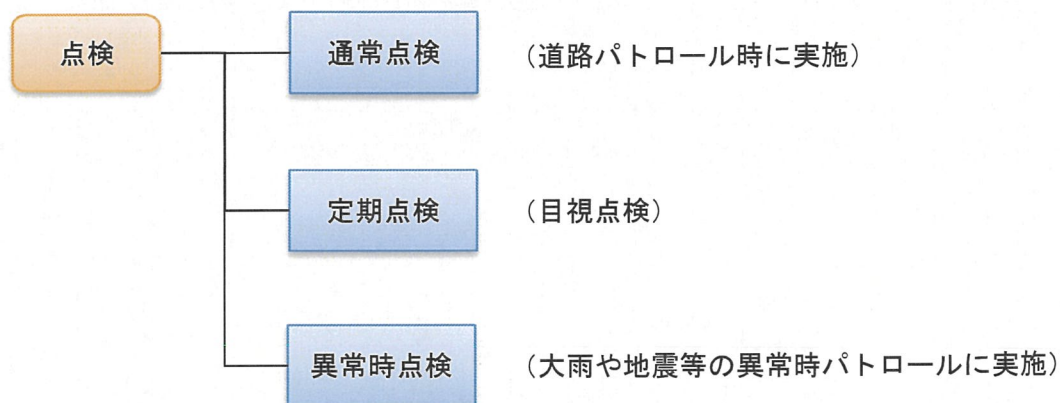 点検
通常点検
(道路パトロール時に実施)
定期点検
(目視点検)
異常時点検
(大雨や地震等の異常時パトロールに実施)